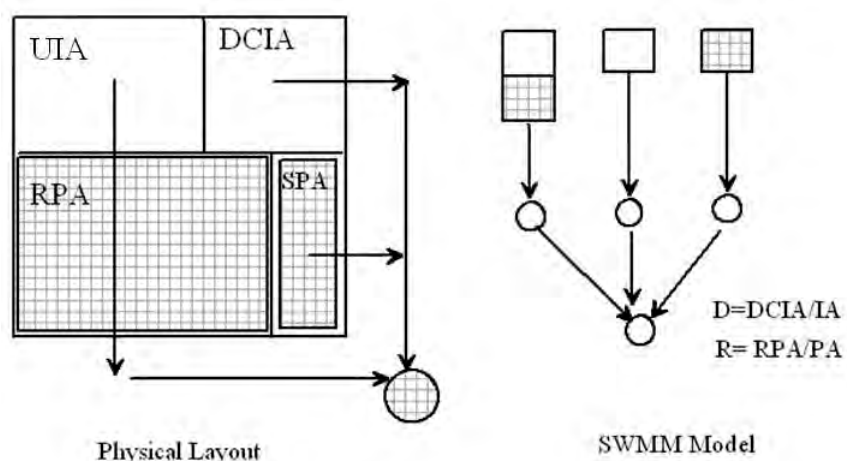 UIA
DCIA
RPA
SPA
D=DCIA/IA
R= RPA/PA
Physical Layout
SWMM Model